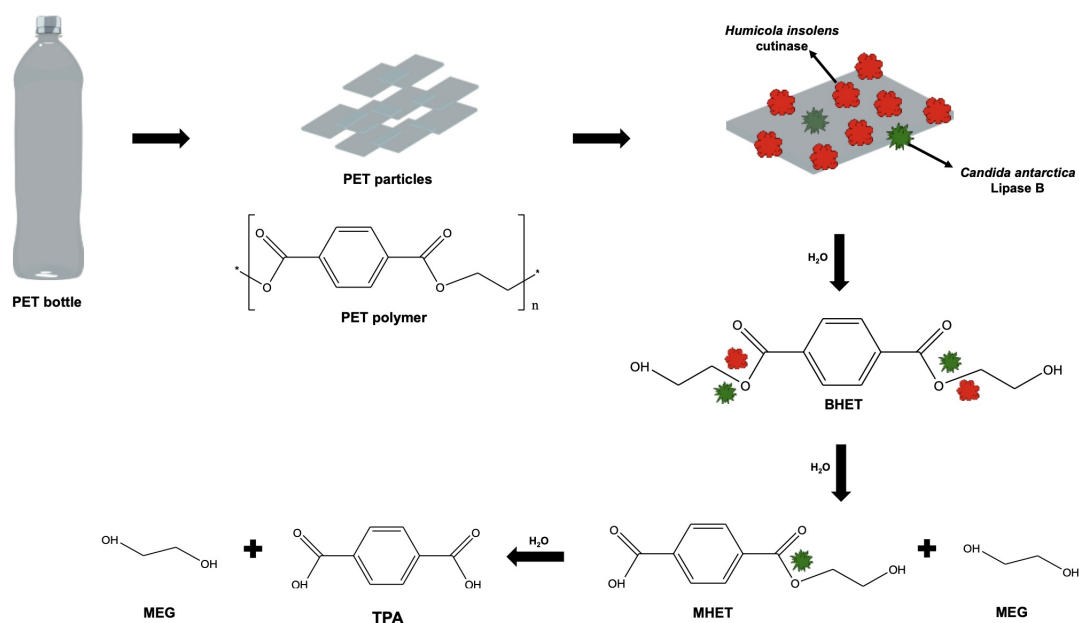 Humicola insolens
cutinase
PET bottle
PET particles
Candida antarctica
Lipase B
O
O
*
O
O
*
n
PET polymer
H₂O
O
O
OH
O
O
OH
BHET
H₂O
OH
OH
MEG
O
O
OH
OH
TPA
H₂O
O
O
OH
O
OH
MHET
OH
OH
MEG